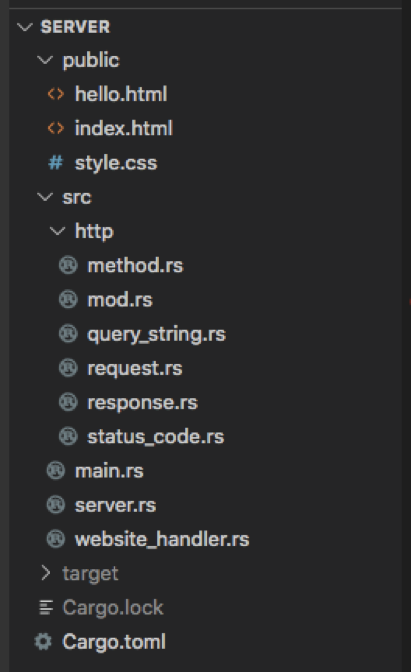 SERVER
public
hello.html
index.html
style.css
src
http
method.rs
mod.rs
query_string.rs
request.rs
response.rs
status_code.rs
main.rs
server.rs
website_handler.rs
target
Cargo.lock
Cargo.toml